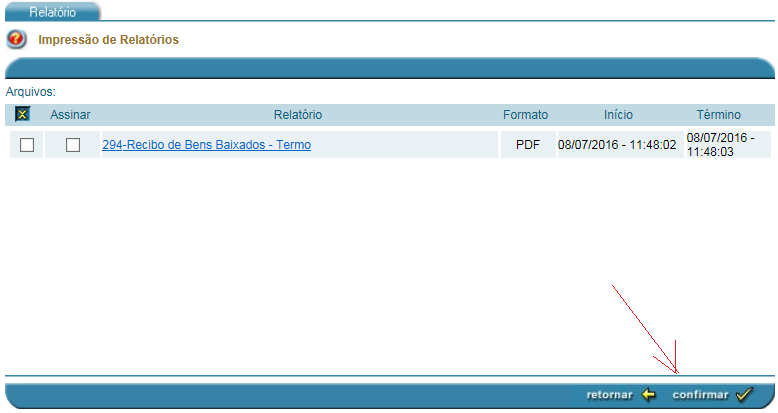 Relatório
Impressão de Relatórios
Arquivos:
Assinar Relatório Formato Início Término
294-Recibo de Bens Baixados - Termo PDF 08/07/2016 - 11:48:02 08/07/2016 -
11:48:03
retornar confirmar